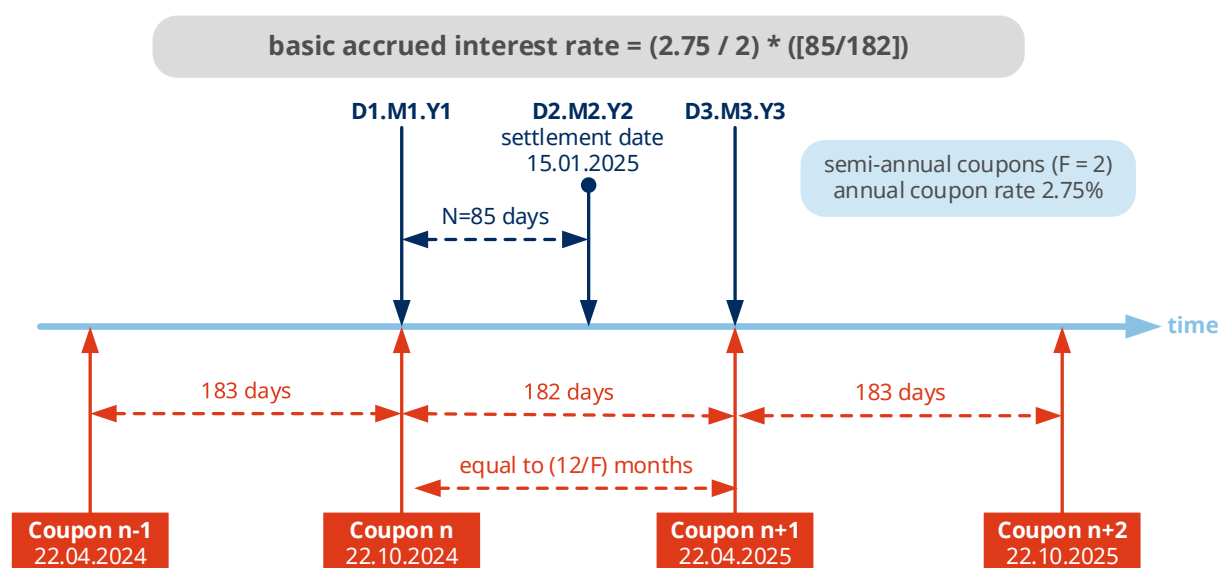 basic accrued interest rate = (2.75 / 2) * ([85/182])
D1.M1.Y1
D2.M2.Y2
settlement date
15.01.2025
D3.M3.Y3
semi-annual coupons (F = 2)
annual coupon rate 2.75%
N=85 days
time
183 days
182 days
183 days
equal to (12/F) months
Coupon n-1
22.04.2024
Coupon n
22.10.2024
Coupon n+1
22.04.2025
Coupon n+2
22.10.2025